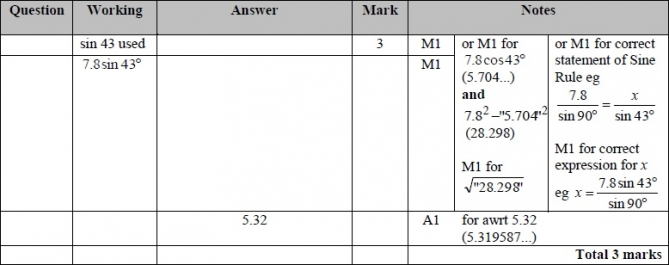 Question Working Answer Mark Notes
sin 43 used 3 M1 or M1 for or M1 for correct
7.8sin 43° M1 7.8cos43° statement of Sine
(5.704...) Rule eg
and 7.8/sin 90° = x/sin 43°
7.8² –"5.704"²
(28.298) M1 for correct
expression for x
M1 for eg x = 7.8 sin 43°/sin 90°
√"28.298"
5.32 A1 for awrt 5.32
(5.319587...)
Total 3 marks